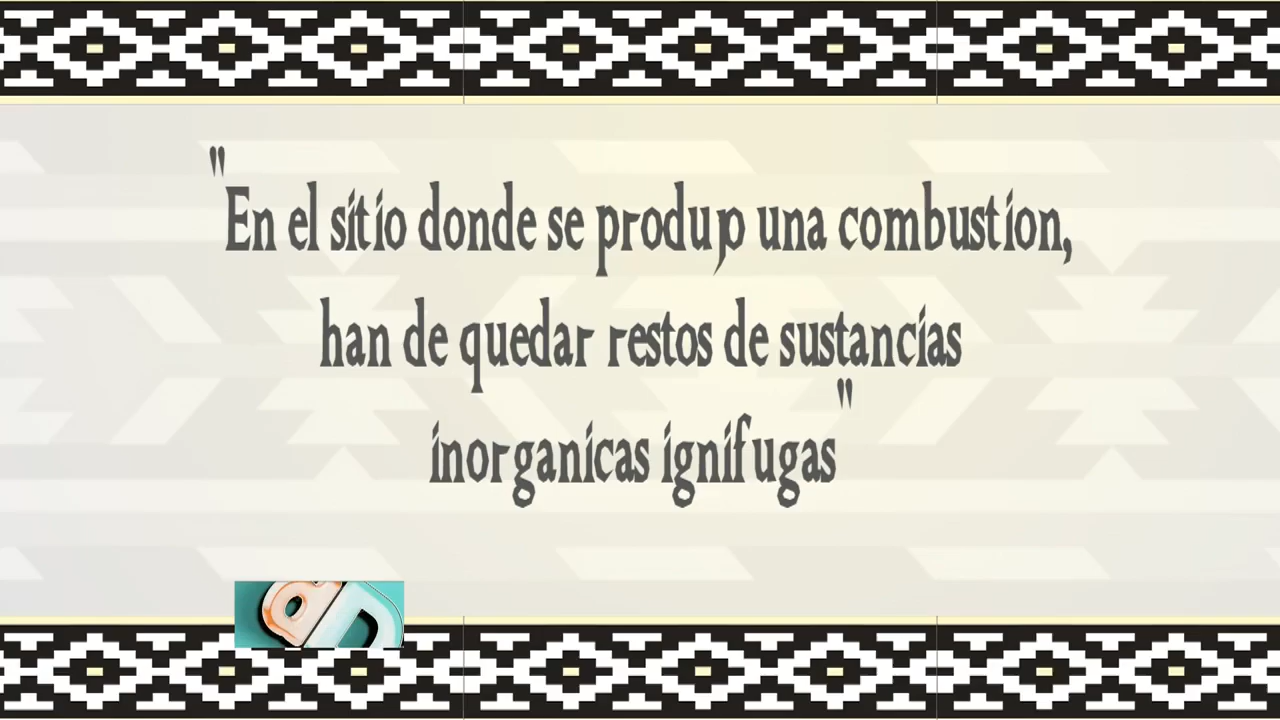 "En el sitio donde se produjo una combustion,
han de quedar restos de sustancias
inorganicas ignifugas"